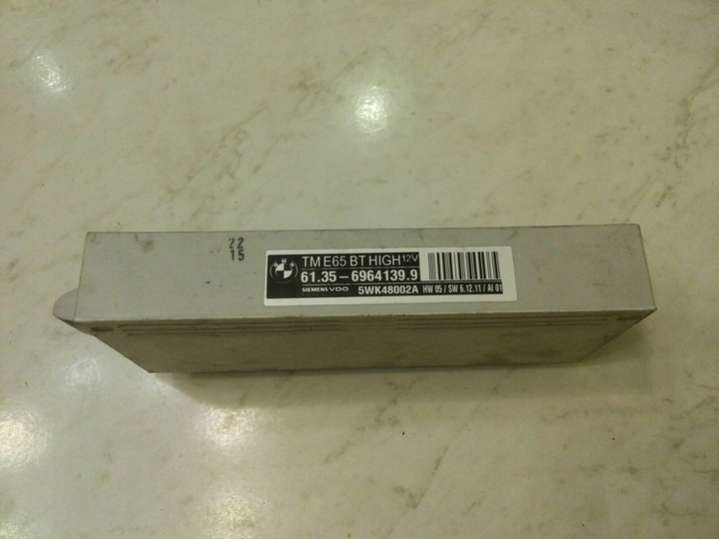 22
15
TM E65 BT HIGH 12V
61.35-6964139.9
SIEMENS VDO 5WK48002A HW 05 / SW 6.12.11 / AI 01